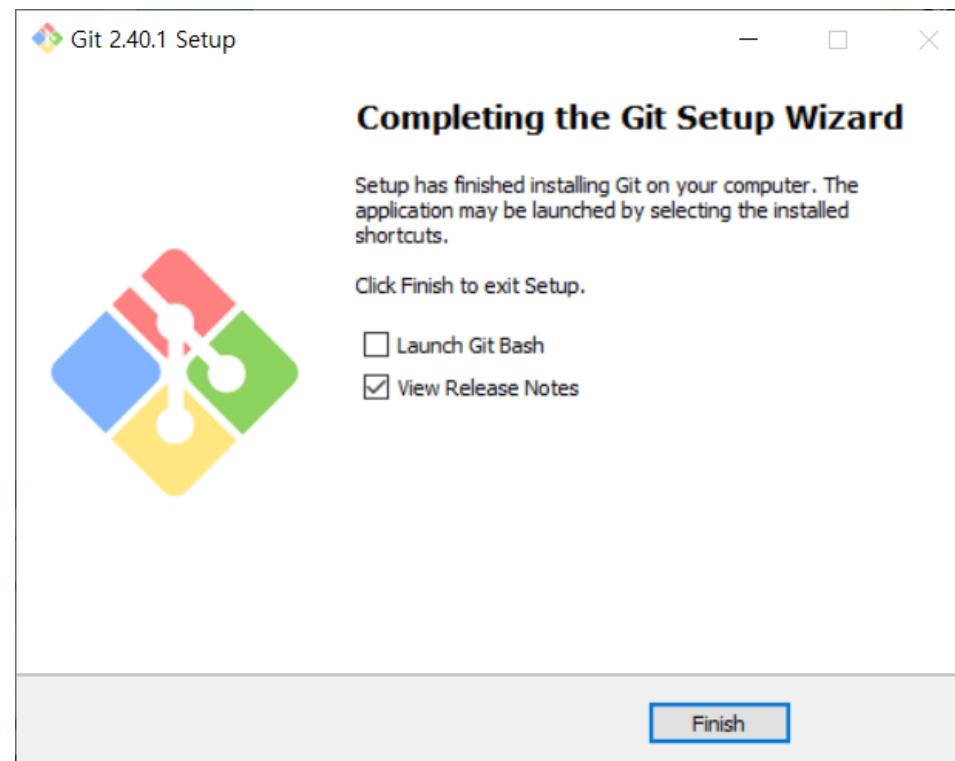 Git 2.40.1 Setup
Completing the Git Setup Wizard
Setup has finished installing Git on your computer. The
application may be launched by selecting the installed
shortcuts.
Click Finish to exit Setup.
Launch Git Bash
View Release Notes
Finish